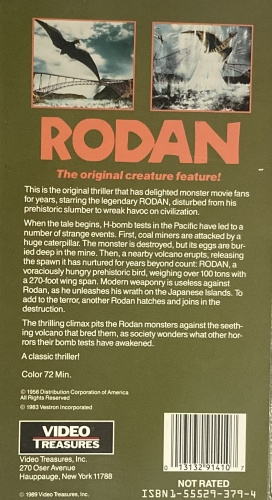 RODAN
The original creature feature!
This is the original thriller that has delighted monster movie fans
for years, starring the legendary RODAN, disturbed from his
prehistoric slumber to wreak havoc on civilization.
When the tale begins, H-bomb tests in the Pacific have led to a
number of strange events. First, coal miners are attacked by a
huge caterpillar. The monster is destroyed, but its eggs are bur-
ied deep in the mine. Then, a nearby volcano erupts, releasing
the spawn it has nurtured for years beyond count: RODAN, a
voraciously hungry prehistoric bird, weighing over 100 tons with
a 270-foot wing span. Modern weaponry is useless against
Rodan, as he unleashes his wrath on the Japanese Islands. To
add to the terror, another Rodan hatches and joins in the
destruction.
The thrilling climax pits the Rodan monsters against the seeth-
ing volcano that bred them, as society wonders what other hor-
rors their bomb tests have awakened.
A classic thriller!
Color 72 Min.
© 1956 Distribution Corporation of America
All Rights Reserved
© 1983 Vestron Incorporated
VIDEO
TREASURES
Video Treasures, Inc.
270 Oser Avenue
Hauppauge, New York 11788
© 1989 Video Treasures, Inc.
0 13132 91410 7
NOT RATED
ISBN 1-55529-379-4